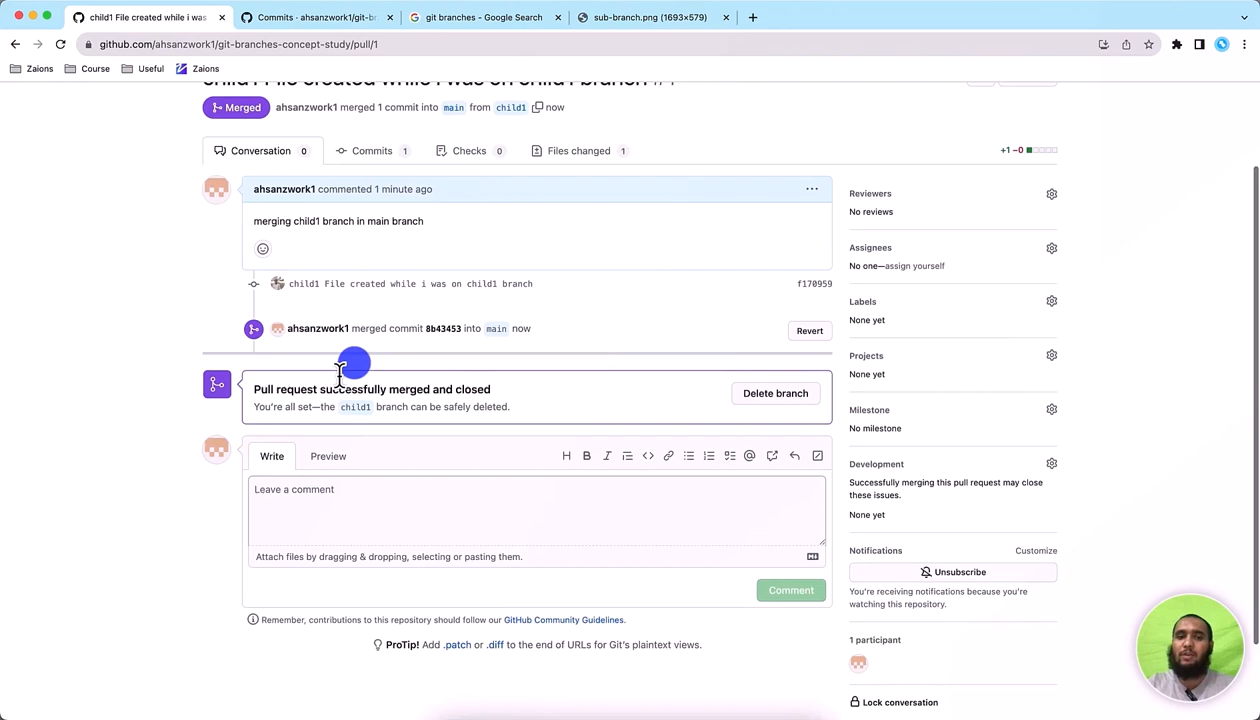 child1 File created while i was
Commits · ahsanzwork1/git-br
git branches - Google Search
sub-branch.png (1693×579)
github.com/ahsanzwork1/git-branches-concept-study/pull/1
Zaions
Course
Useful
Zaions
child1 File created while i was on child1 branch
Merged
ahsanzwork1 merged 1 commit into main from child1 now
Conversation 0
Commits 1
Checks 0
Files changed 1
+1 −0
ahsanzwork1 commented 1 minute ago
merging child1 branch in main branch
child1 File created while i was on child1 branch
f170959
ahsanzwork1 merged commit 8b43453 into main now
Revert
Pull request successfully merged and closed
You're all set—the child1 branch can be safely deleted.
Delete branch
Write
Preview
Leave a comment
Attach files by dragging & dropping, selecting or pasting them.
Comment
Remember, contributions to this repository should follow our GitHub Community Guidelines.
ProTip! Add .patch or .diff to the end of URLs for Git's plaintext views.
Reviewers
No reviews
Assignees
No one—assign yourself
Labels
None yet
Projects
None yet
Milestone
No milestone
Development
Successfully merging this pull request may close
these issues.
None yet
Notifications
Customize
Unsubscribe
You're receiving notifications because you're
watching this repository.
1 participant
Lock conversation